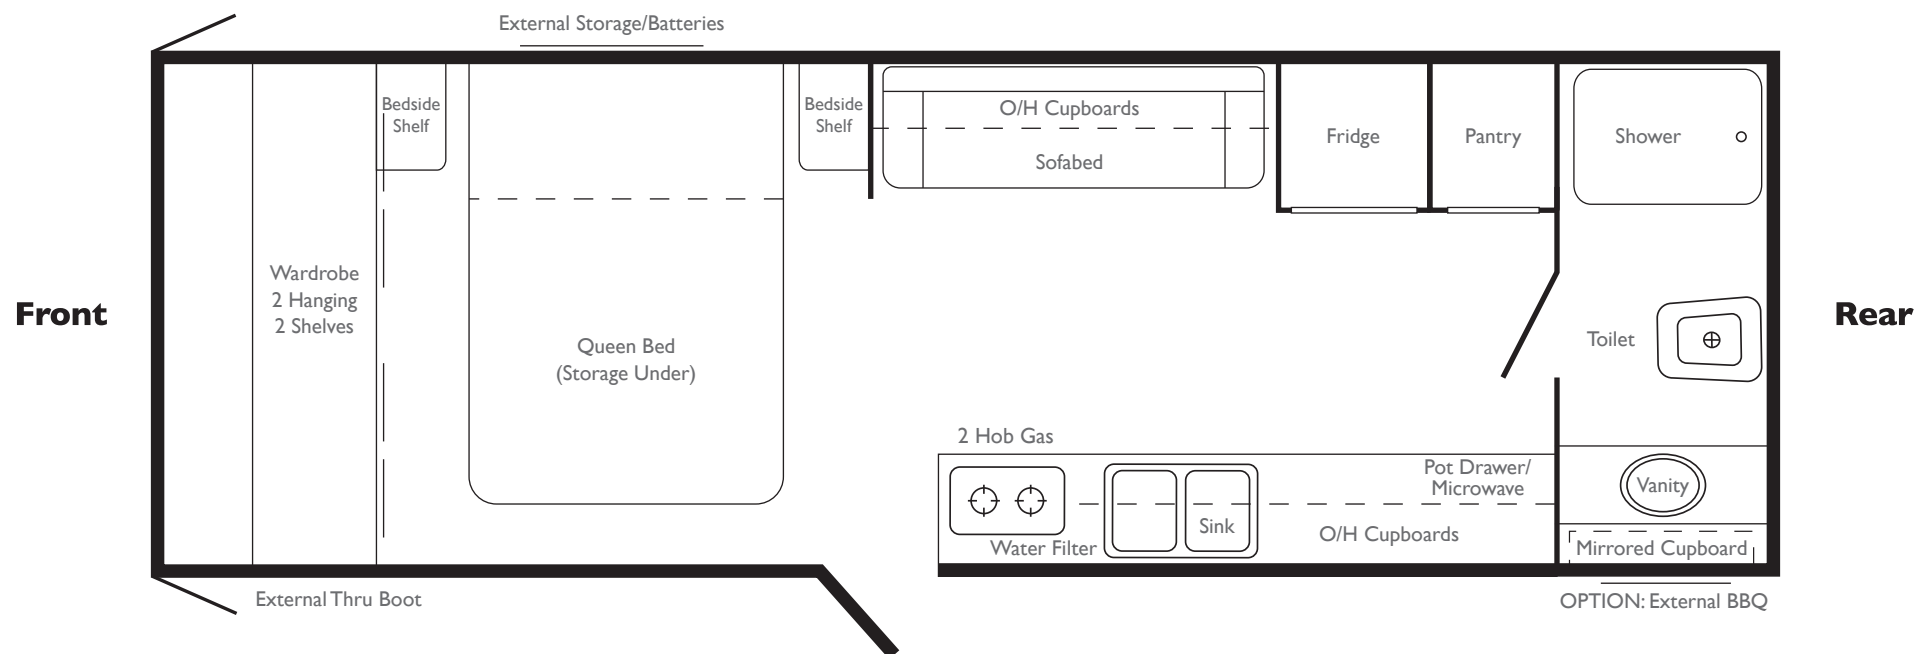 External Storage/Batteries
Bedside
Shelf
Bedside
Shelf
O/H Cupboards
Sofabed
Fridge
Pantry
Shower
Wardrobe
2 Hanging
2 Shelves
Front
Rear
Queen Bed
(Storage Under)
Toilet
2 Hob Gas
Pot Drawer/
Microwave
Vanity
Sink
O/H Cupboards
Water Filter
Mirrored Cupboard
External Thru Boot
OPTION: External BBQ